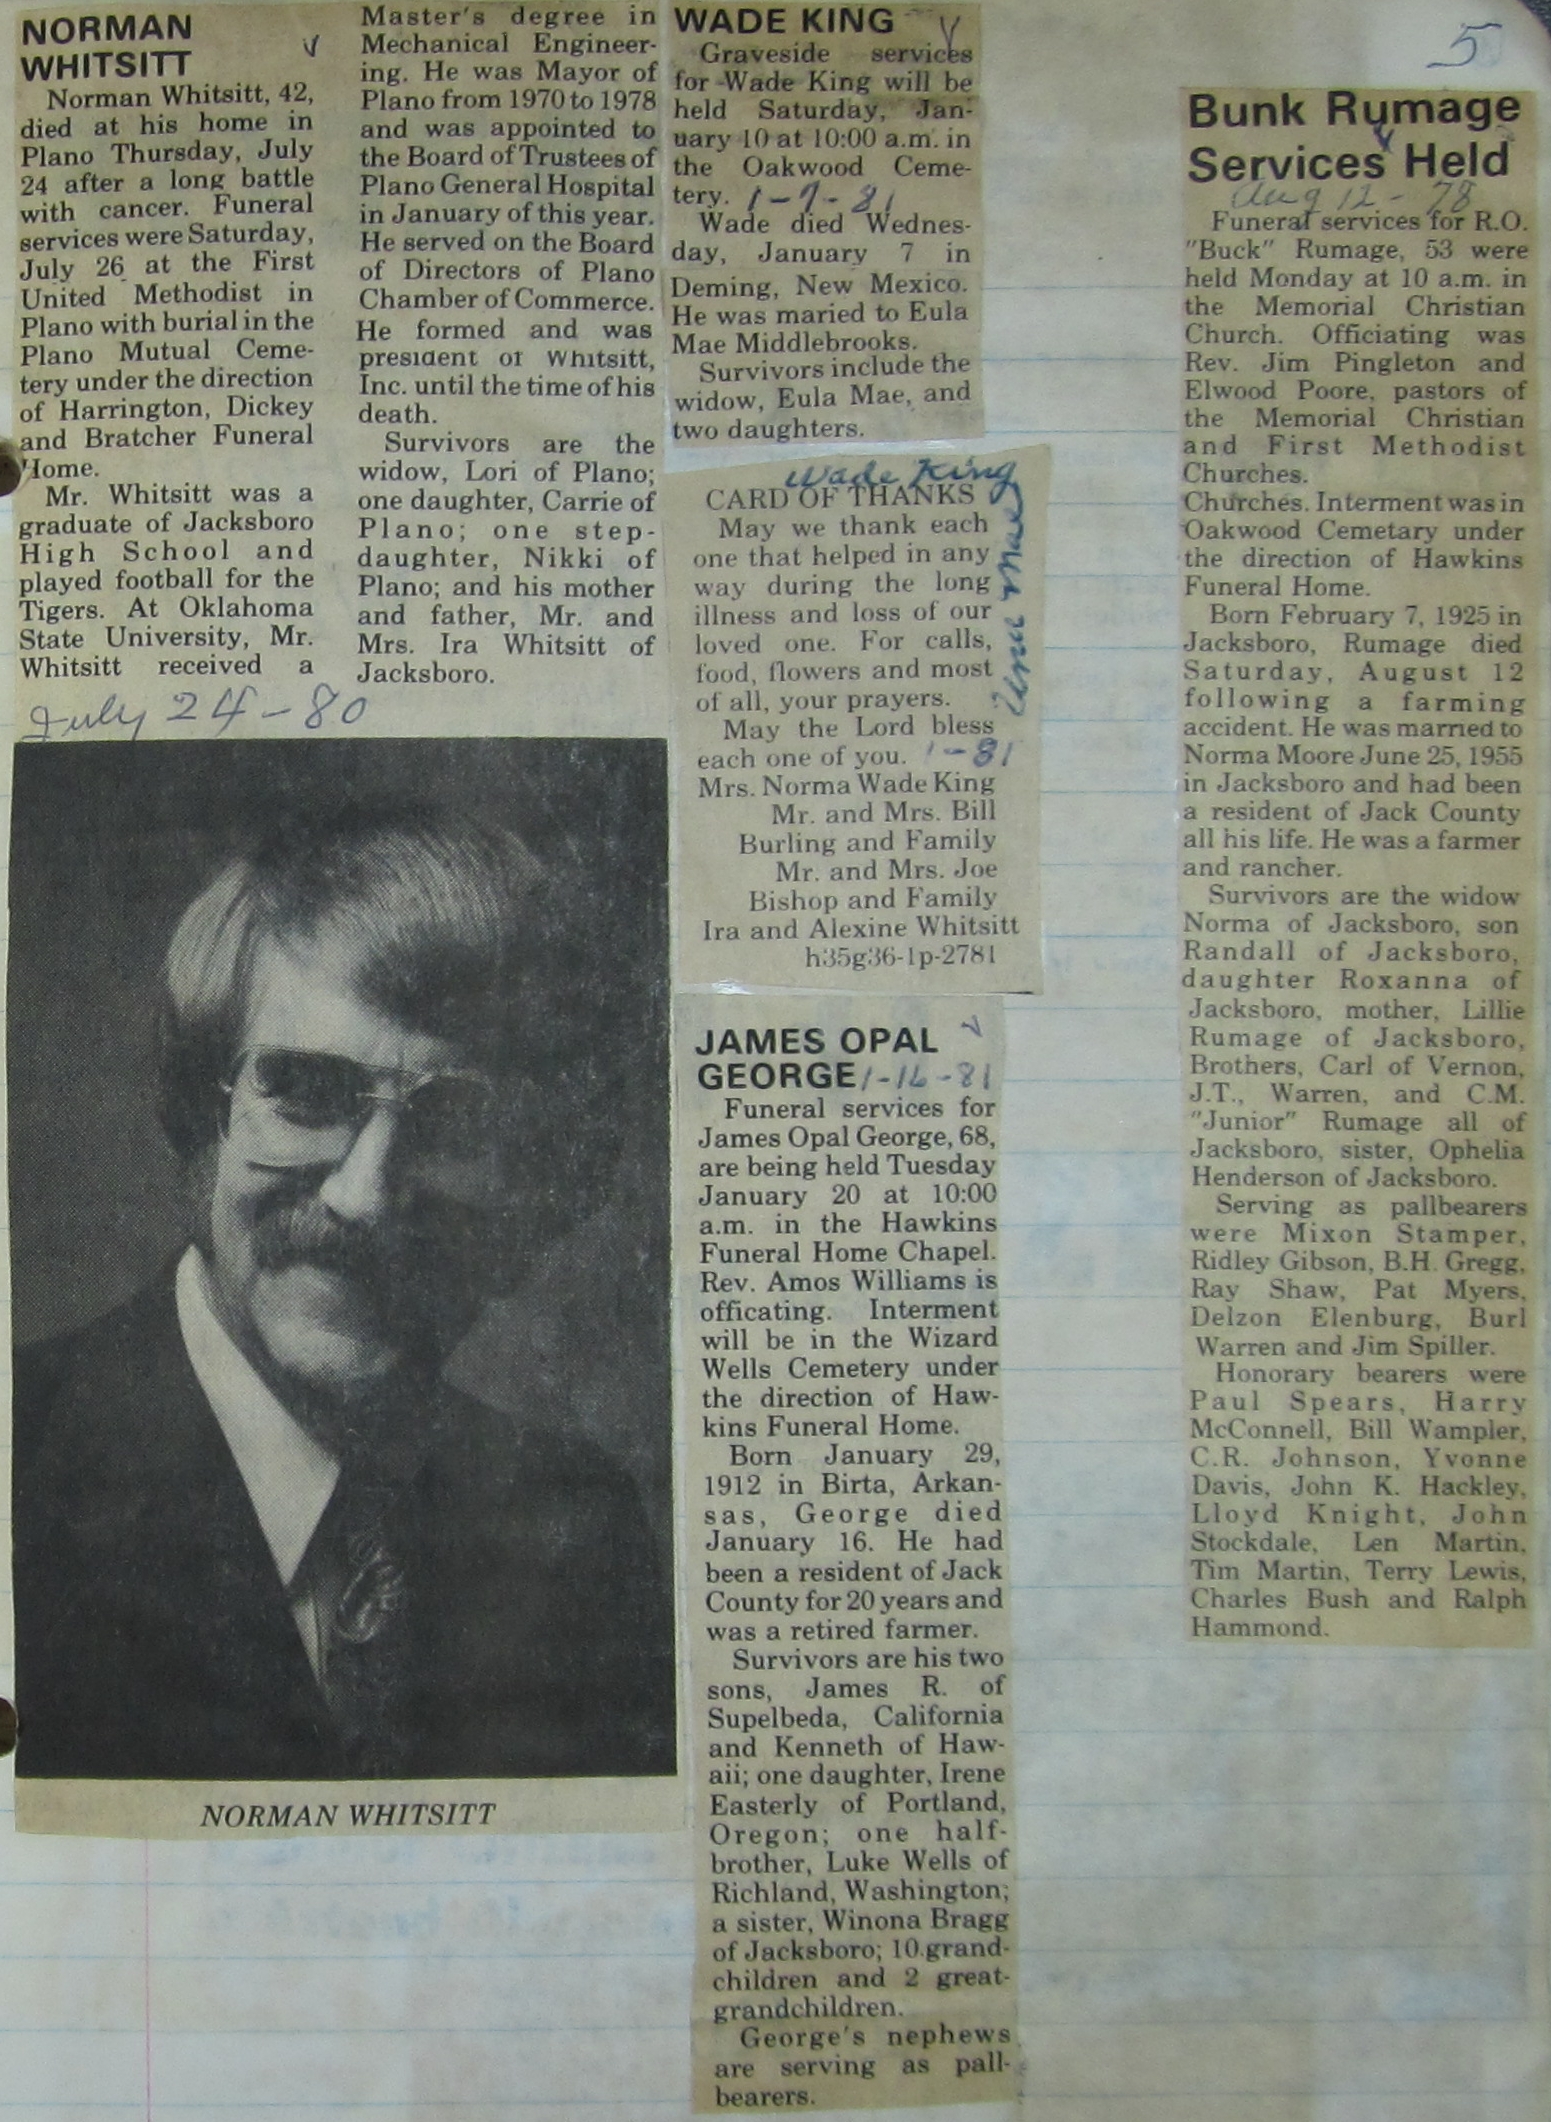 NORMAN
WHITSITT
Norman Whitsitt, 42,
died at his home in
Plano Thursday, July
24 after a long battle
with cancer. Funeral
services were Saturday,
July 26 at the First
United Methodist in
Plano with burial in the
Plano Mutual Ceme-
tery under the direction
of Harrington, Dickey
and Bratcher Funeral
Home.
Mr. Whitsitt was a
graduate of Jacksboro
High School and
played football for the
Tigers. At Oklahoma
State University, Mr.
Whitsitt received a
July 24-80
Master's degree in
Mechanical Engineer-
ing. He was Mayor of
Plano from 1970 to 1978
and was appointed to
the Board of Trustees of
Plano General Hospital
in January of this year.
He served on the Board
of Directors of Plano
Chamber of Commerce.
He formed and was
president of Whitsitt,
Inc. until the time of his
death.
Survivors are the
widow, Lori of Plano;
one daughter, Carrie of
Plano; one step-
daughter, Nikki of
Plano; and his mother
and father, Mr. and
Mrs. Ira Whitsitt of
Jacksboro.
NORMAN WHITSITT
WADE KING
Graveside services
for Wade King will be
held Saturday, Jan-
uary 10 at 10:00 a.m. in
the Oakwood Ceme-
tery. 1-7-81
Wade died Wednes-
day, January 7 in
Deming, New Mexico.
He was maried to Eula
Mae Middlebrooks.
Survivors include the
widow, Eula Mae, and
two daughters.
Wade King
CARD OF THANKS
May we thank each
one that helped in any
way during the long
illness and loss of our
loved one. For calls,
food, flowers and most
of all, your prayers.
May the Lord bless
each one of you. 1-81
Mrs. Norma Wade King
Mr. and Mrs. Bill
Burling and Family
Mr. and Mrs. Joe
Bishop and Family
Ira and Alexine Whitsitt
h35g36-1p-2781
Mae
JAMES OPAL
GEORGE 1-16-81
Funeral services for
James Opal George, 68,
are being held Tuesday
January 20 at 10:00
a.m. in the Hawkins
Funeral Home Chapel.
Rev. Amos Williams is
officating. Interment
will be in the Wizard
Wells Cemetery under
the direction of Haw-
kins Funeral Home.
Born January 29,
1912 in Birta, Arkan-
sas, George died
January 16. He had
been a resident of Jack
County for 20 years and
was a retired farmer.
Survivors are his two
sons, James R. of
Supelbeda, California
and Kenneth of Haw-
aii; one daughter, Irene
Easterly of Portland,
Oregon; one half-
brother, Luke Wells of
Richland, Washington;
a sister, Winona Bragg
of Jacksboro; 10 grand-
children and 2 great-
grandchildren.
George's nephews
are serving as pall-
bearers.
5
Bunk Rumage
Services Held
Aug 12-78
Funeral services for R.O.
"Buck" Rumage, 53 were
held Monday at 10 a.m. in
the Memorial Christian
Church. Officiating was
Rev. Jim Pingleton and
Elwood Poore, pastors of
the Memorial Christian
and First Methodist
Churches.
Churches. Interment was in
Oakwood Cemetary under
the direction of Hawkins
Funeral Home.
Born February 7, 1925 in
Jacksboro, Rumage died
Saturday, August 12
following a farming
accident. He was married to
Norma Moore June 25, 1955
in Jacksboro and had been
a resident of Jack County
all his life. He was a farmer
and rancher.
Survivors are the widow
Norma of Jacksboro, son
Randall of Jacksboro,
daughter Roxanna of
Jacksboro, mother, Lillie
Rumage of Jacksboro,
Brothers, Carl of Vernon,
J.T., Warren, and C.M.
"Junior" Rumage all of
Jacksboro, sister, Ophelia
Henderson of Jacksboro.
Serving as pallbearers
were Mixon Stamper,
Ridley Gibson, B.H. Gregg,
Ray Shaw, Pat Myers,
Delzon Elenburg, Burl
Warren and Jim Spiller.
Honorary bearers were
Paul Spears, Harry
McConnell, Bill Wampler,
C.R. Johnson, Yvonne
Davis, John K. Hackley,
Lloyd Knight, John
Stockdale, Len Martin,
Tim Martin, Terry Lewis,
Charles Bush and Ralph
Hammond.